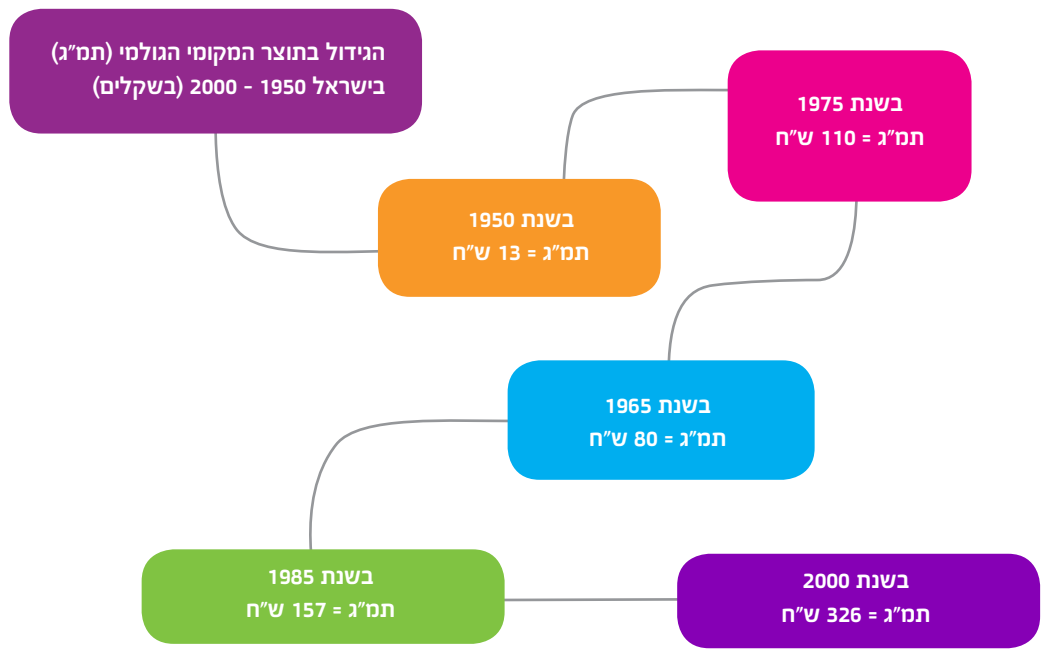 הגידול בתוצר המקומי הגולמי (תמ״ג)
בישראל 1950 - 2000 (בשקלים)
בשנת 1975
תמ״ג = 110 ש״ח
בשנת 1950
תמ״ג = 13 ש״ח
בשנת 1965
תמ״ג = 80 ש״ח
בשנת 1985
תמ״ג = 157 ש״ח
בשנת 2000
תמ״ג = 326 ש״ח